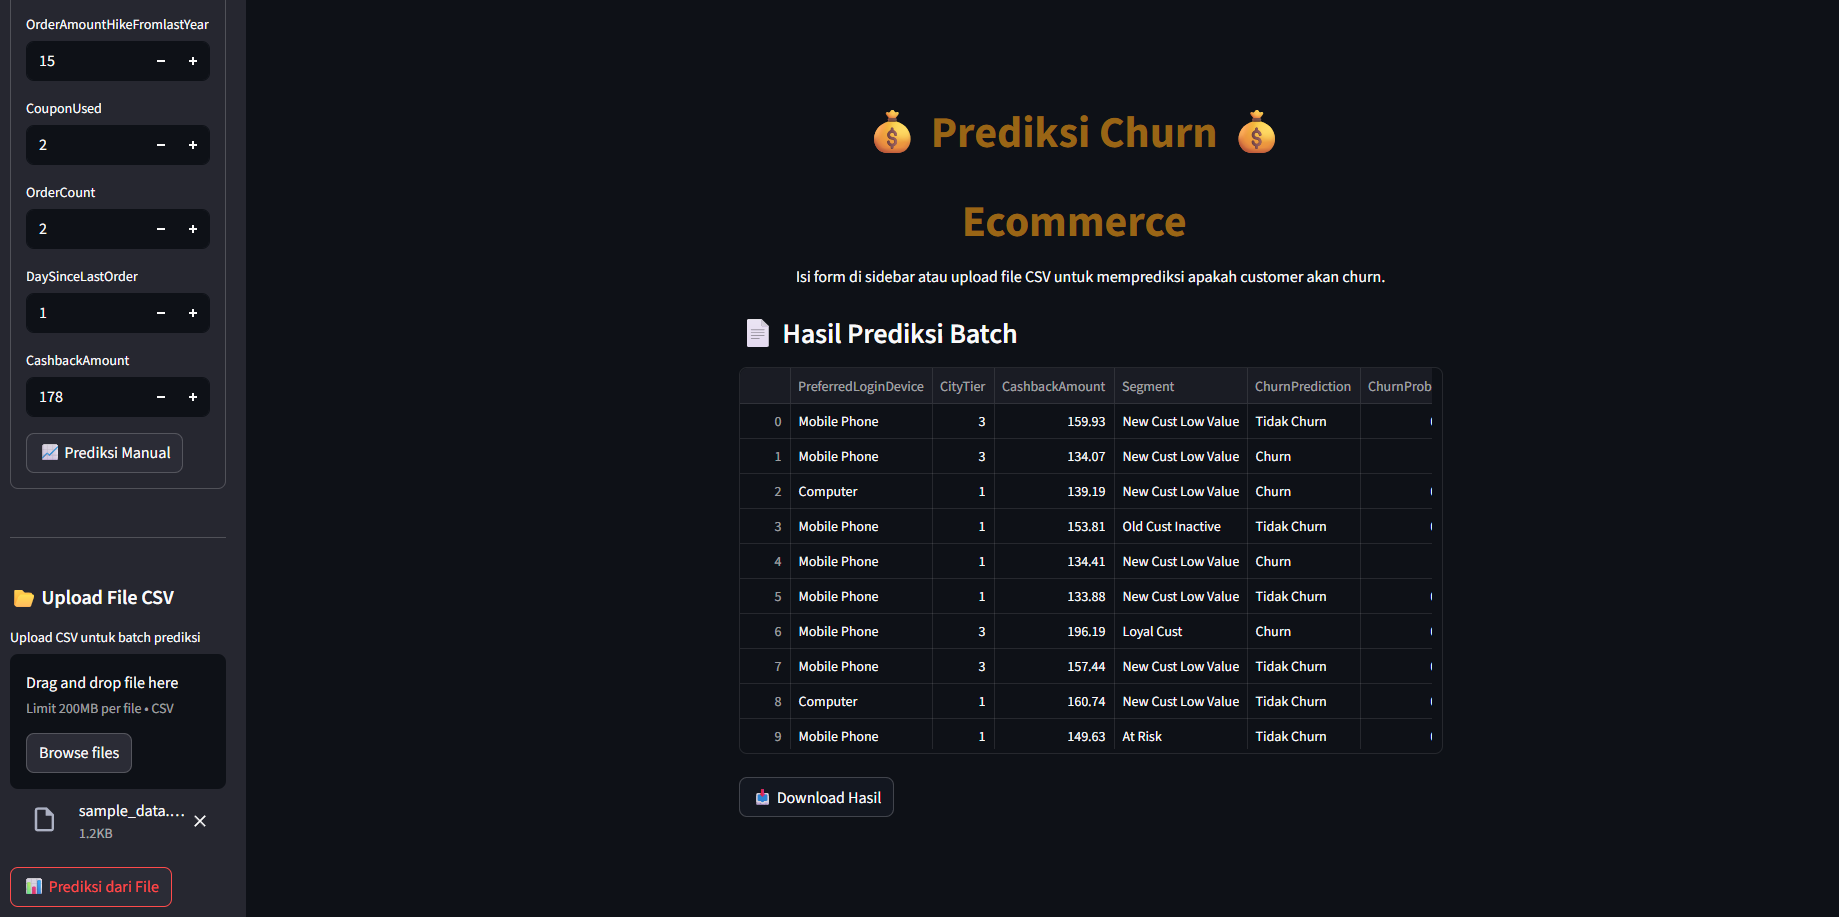 OrderAmountHikeFromlastYear
15
CouponUsed
2
OrderCount
2
DaySinceLastOrder
1
CashbackAmount
178
Prediksi Manual
Upload File CSV
Upload CSV untuk batch prediksi
Drag and drop file here
Limit 200MB per file • CSV
Browse files
sample_data....
1.2KB
Prediksi dari File
Prediksi Churn
Ecommerce
Isi form di sidebar atau upload file CSV untuk memprediksi apakah customer akan churn.
Hasil Prediksi Batch
PreferredLoginDevice CityTier CashbackAmount Segment ChurnPrediction ChurnProb
0 Mobile Phone 3 159.93 New Cust Low Value Tidak Churn
1 Mobile Phone 3 134.07 New Cust Low Value Churn
2 Computer 1 139.19 New Cust Low Value Churn
3 Mobile Phone 1 153.81 Old Cust Inactive Tidak Churn
4 Mobile Phone 1 134.41 New Cust Low Value Churn
5 Mobile Phone 1 133.88 New Cust Low Value Tidak Churn
6 Mobile Phone 3 196.19 Loyal Cust Churn
7 Mobile Phone 3 157.44 New Cust Low Value Tidak Churn
8 Computer 1 160.74 New Cust Low Value Tidak Churn
9 Mobile Phone 1 149.63 At Risk Tidak Churn
Download Hasil